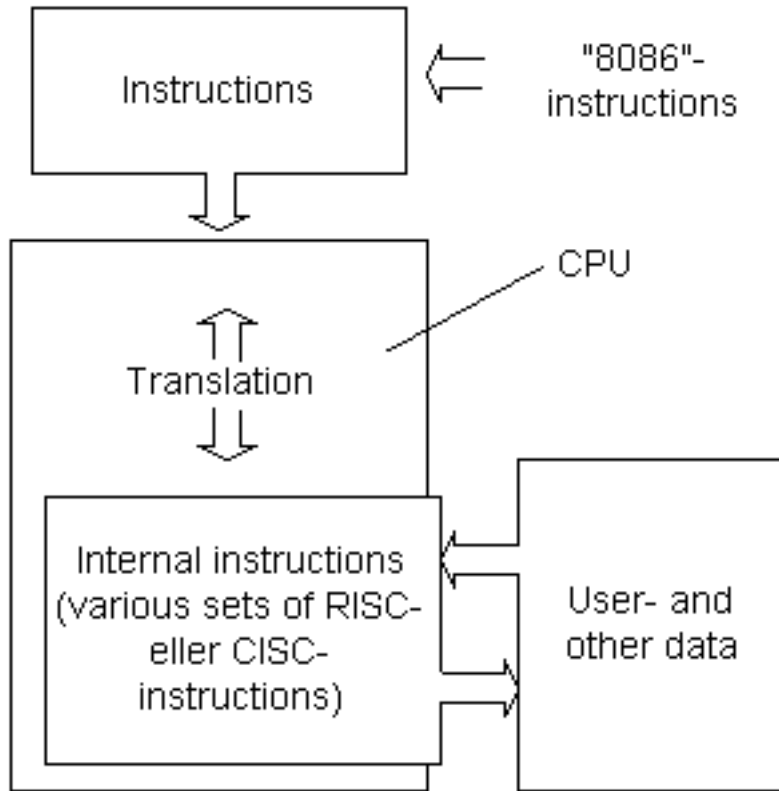 Instructions
"8086"-
instructions
CPU
Translation
Internal instructions
(various sets of RISC-
eller CISC-
instructions)
User- and
other data